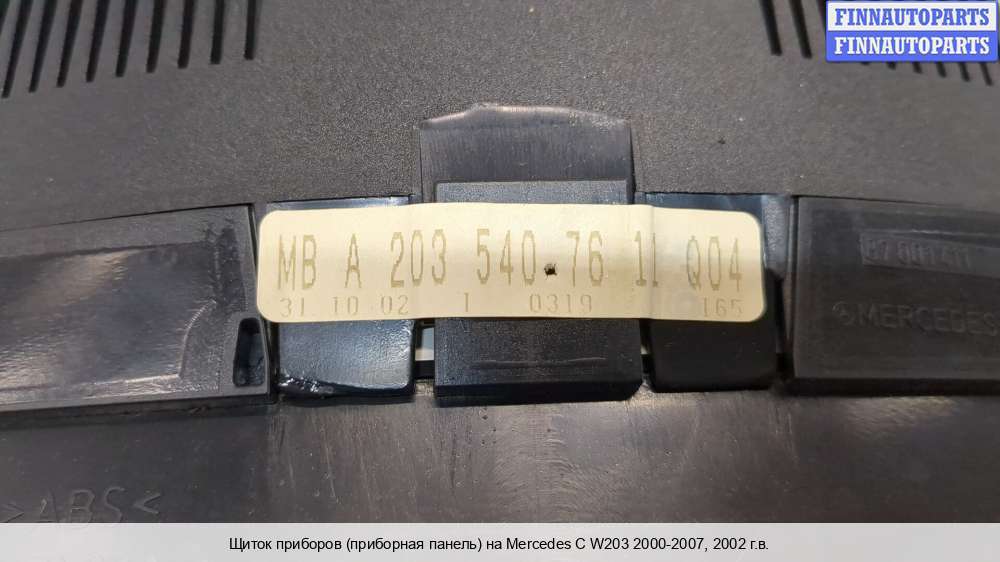 FINNAUTOPARTS
FINNAUTOPARTS
MB A 203 540 76 11 Q04
31.10.02 1 0319 165
MERCEDES
>ABS<
Щиток приборов (приборная панель) на Mercedes C W203 2000-2007, 2002 г.в.